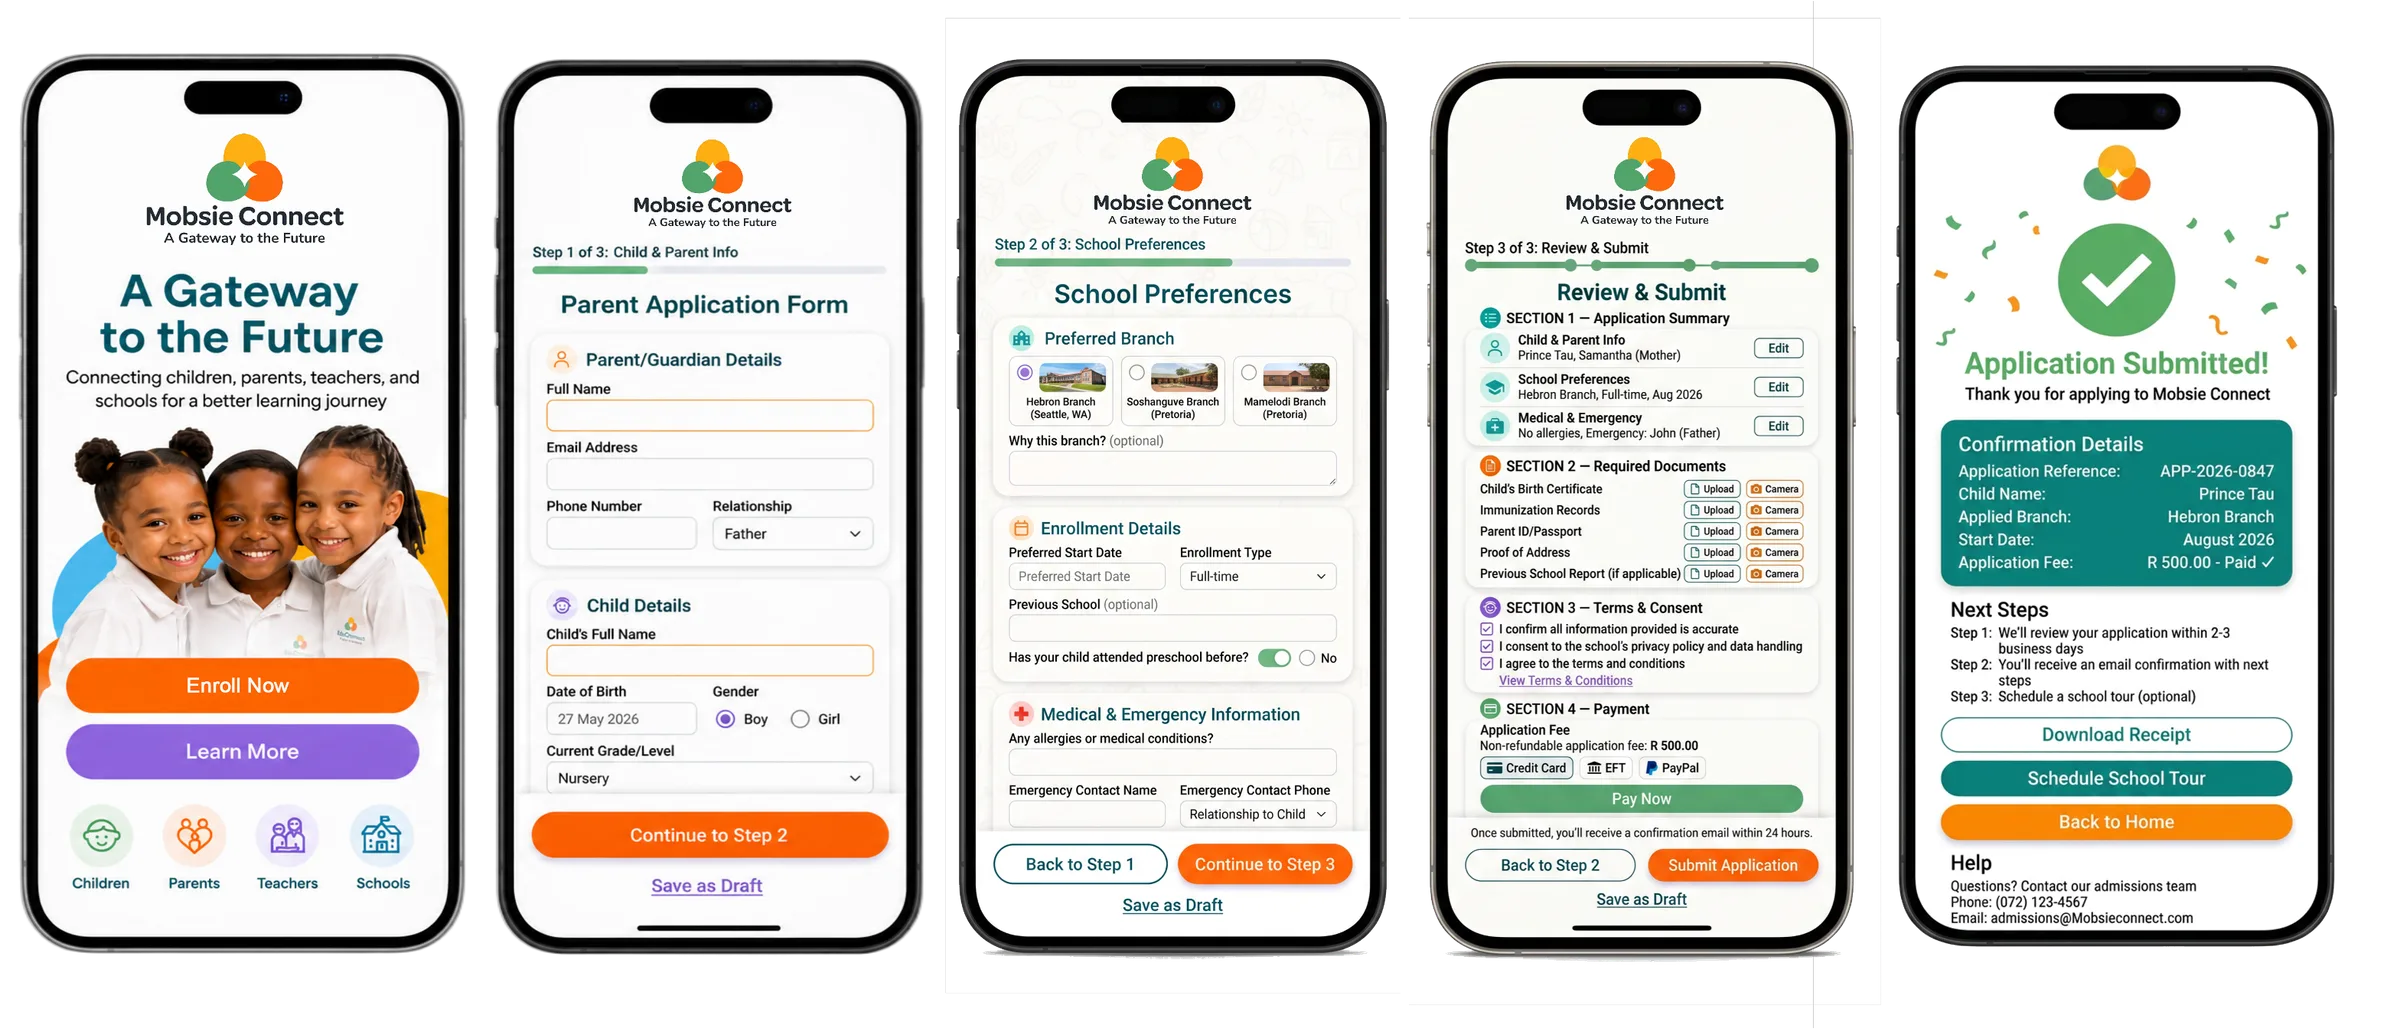 Mobsie Connect
A Gateway to the Future
A Gateway
to the Future
Connecting children, parents, teachers, and
schools for a better learning journey
Enroll Now
Learn More
Children
Parents
Teachers
Schools
Mobsie Connect
A Gateway to the Future
Step 1 of 3: Child & Parent Info
Parent Application Form
Parent/Guardian Details
Full Name
Email Address
Phone Number
Relationship
Father
Child Details
Child's Full Name
Date of Birth
Gender
27 May 2026
Boy
Girl
Current Grade/Level
Nursery
Continue to Step 2
Save as Draft
Mobsie Connect
A Gateway to the Future
Step 2 of 3: School Preferences
School Preferences
Preferred Branch
Hebron Branch
(Seattle, WA)
Soshanguve Branch
(Pretoria)
Mamelodi Branch
(Pretoria)
Why this branch? (optional)
Enrollment Details
Preferred Start Date
Enrollment Type
Preferred Start Date
Full-time
Previous School (optional)
Has your child attended preschool before?
No
Medical & Emergency Information
Any allergies or medical conditions?
Emergency Contact Name
Emergency Contact Phone
Relationship to Child
Back to Step 1
Continue to Step 3
Save as Draft
Mobsie Connect
A Gateway to the Future
Step 3 of 3: Review & Submit
Review & Submit
SECTION 1 — Application Summary
Child & Parent Info
Prince Tau, Samantha (Mother)
Edit
School Preferences
Hebron Branch, Full-time, Aug 2026
Edit
Medical & Emergency
No allergies, Emergency: John (Father)
Edit
SECTION 2 — Required Documents
Child's Birth Certificate Upload Camera
Immunization Records Upload Camera
Parent ID/Passport Upload Camera
Proof of Address Upload Camera
Previous School Report (if applicable) Upload Camera
SECTION 3 — Terms & Consent
I confirm all information provided is accurate
I consent to the school's privacy policy and data handling
I agree to the terms and conditions
View Terms & Conditions
SECTION 4 — Payment
Application Fee
Non-refundable application fee: R 500.00
Credit Card
EFT
PayPal
Pay Now
Once submitted, you'll receive a confirmation email within 24 hours.
Back to Step 2
Submit Application
Save as Draft
Application Submitted!
Thank you for applying to Mobsie Connect
Confirmation Details
Application Reference: APP-2026-0847
Child Name: Prince Tau
Applied Branch: Hebron Branch
Start Date: August 2026
Application Fee: R 500.00 - Paid ✓
Next Steps
Step 1: We'll review your application within 2-3
business days
Step 2: You'll receive an email confirmation with next
steps
Step 3: Schedule a school tour (optional)
Download Receipt
Schedule School Tour
Back to Home
Help
Questions? Contact our admissions team
Phone: (072) 123-4567
Email: admissions@Mobsieconnect.com